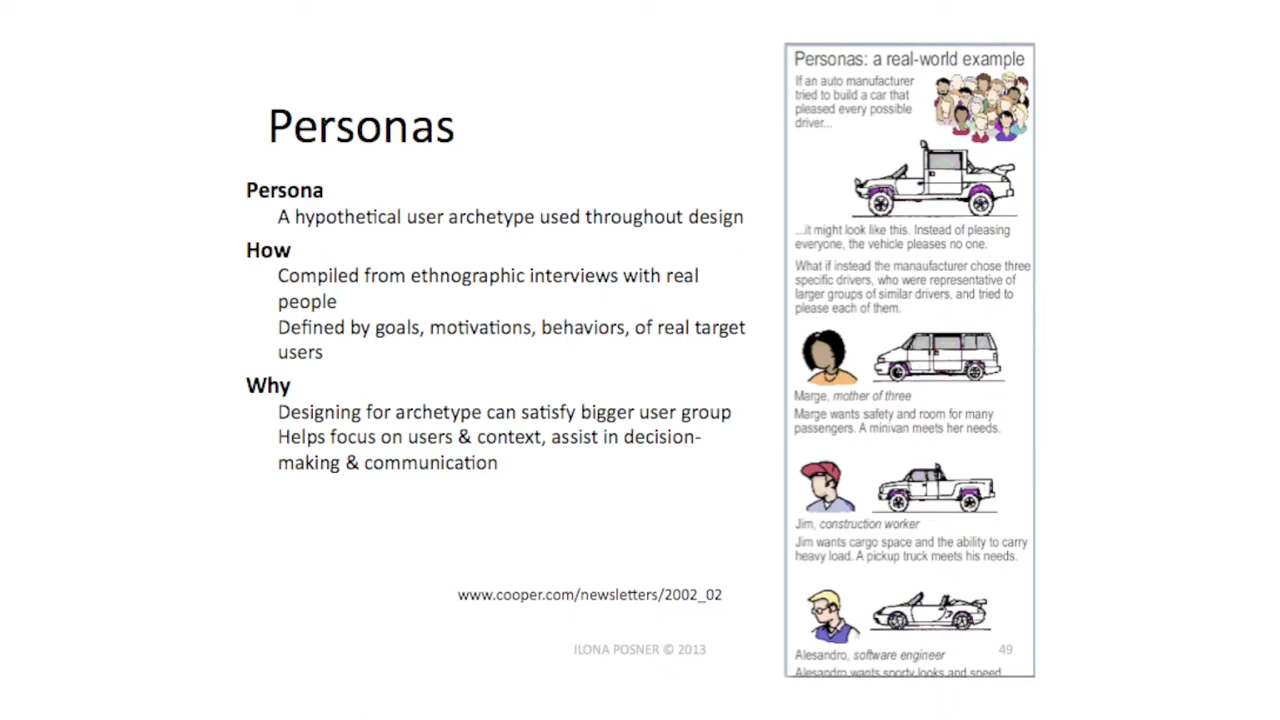 Personas
Persona
A hypothetical user archetype used throughout design
How
Compiled from ethnographic interviews with real
people
Defined by goals, motivations, behaviors, of real target
users
Why
Designing for archetype can satisfy bigger user group
Helps focus on users & context, assist in decision-
making & communication
www.cooper.com/newsletters/2002_02
ILONA POSNER © 2013
Personas: a real-world example
If an auto manufacturer
tried to build a car that
pleased every possible
driver...
...it might look like this. Instead of pleasing
everyone, the vehicle pleases no one.
What if instead the manaufacturer chose three
specific drivers, who were representative of
larger groups of similar drivers, and tried to
please each of them.
Marge, mother of three
Marge wants safety and room for many
passengers. A minivan meets her needs.
Jim, construction worker
Jim wants cargo space and the ability to carry
heavy load. A pickup truck meets his needs.
Alesandro, software engineer
Alesandro wants sporty looks and speed
49